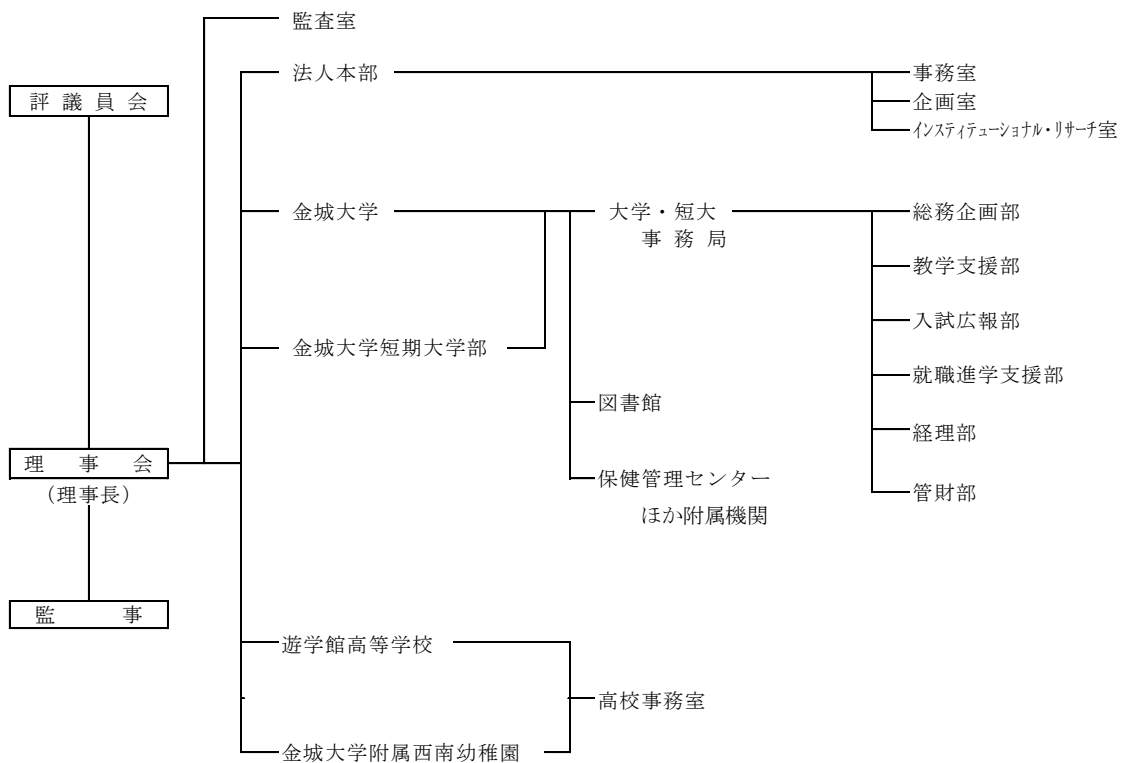 監査室
法人本部
事務室
企画室
インスティテューショナル・リサーチ室
評議員会
金城大学
大学・短大
事務局
総務企画部
教学支援部
入試広報部
金城大学短期大学部
就職進学支援部
図書館
経理部
理事会
(理事長)
保健管理センター
ほか附属機関
管財部
監事
遊学館高等学校
高校事務室
金城大学附属西南幼稚園